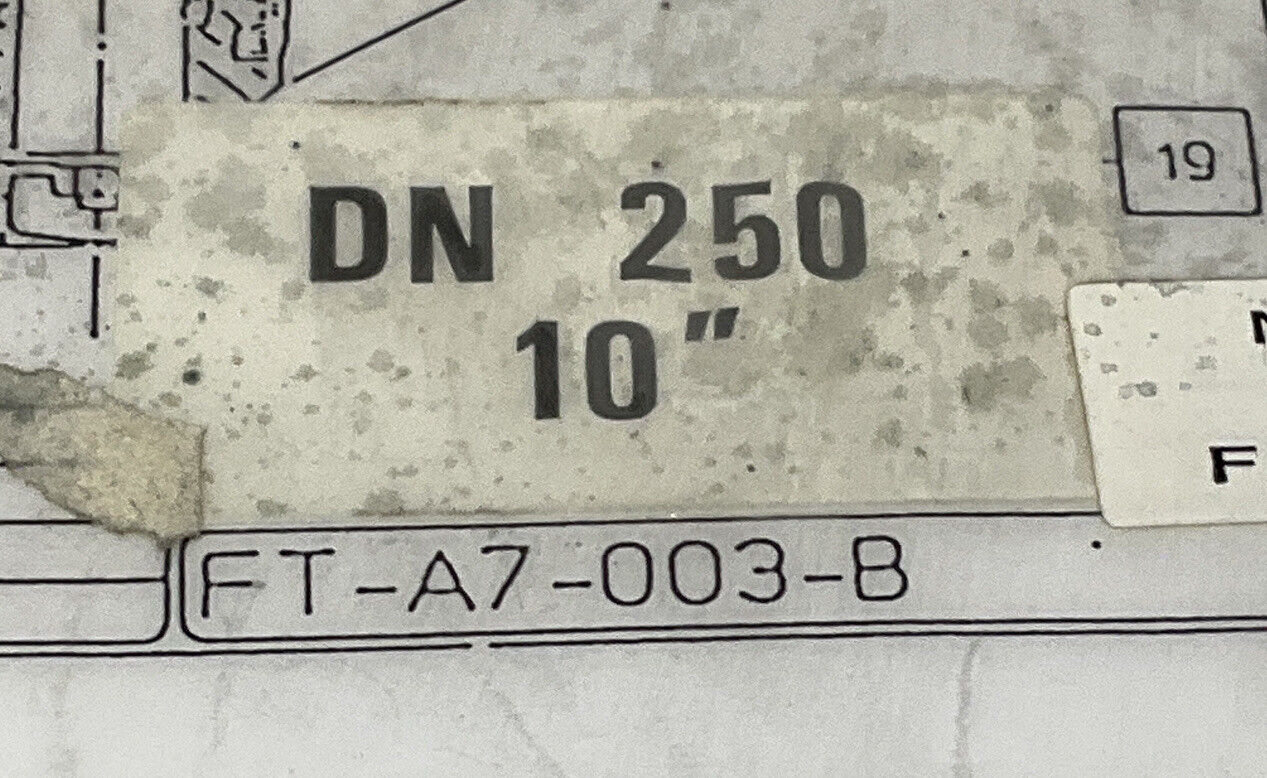 19
DN 250
10”
N
F
FT-A7-003-B